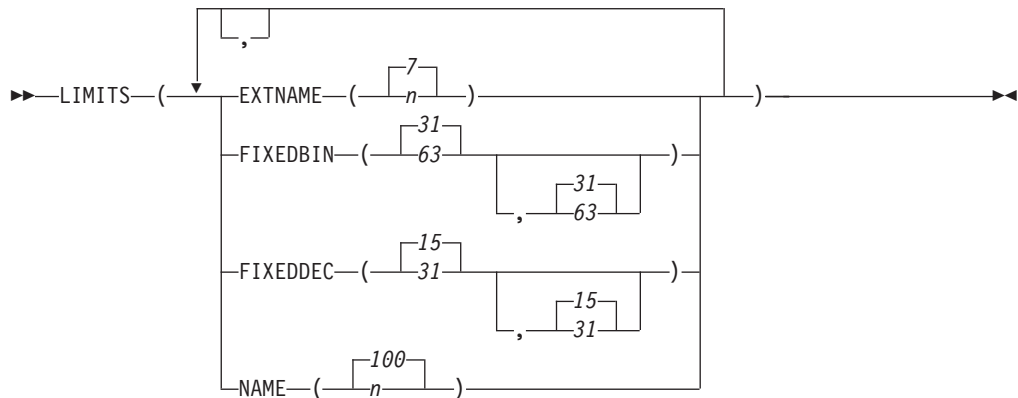 ,
7
LIMITS ( EXTNAME ( n ) )
31
FIXEDBIN ( 63 )
31
, 63
15
FIXEDDEC ( 31 )
15
, 31
100
NAME ( n )